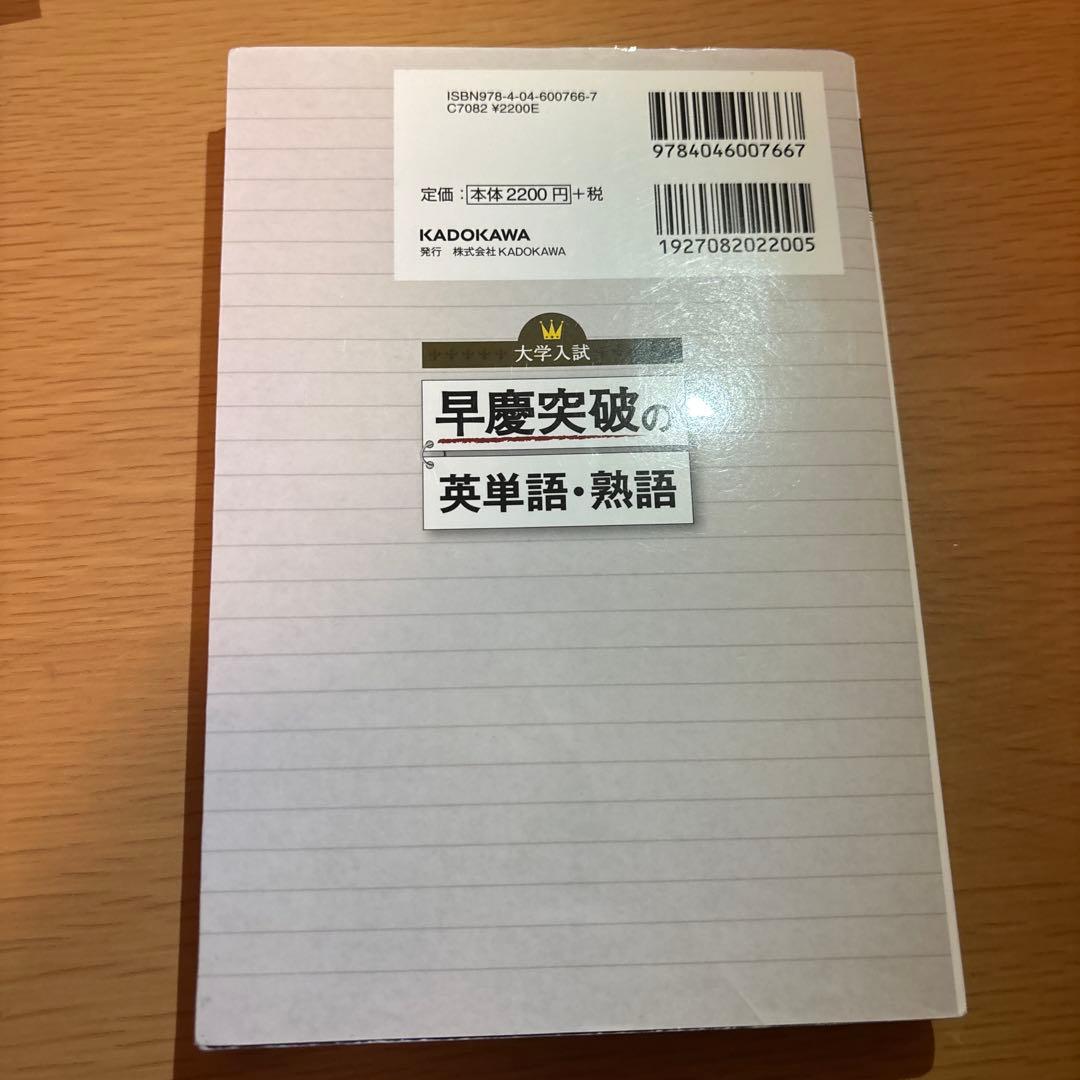 ISBN978-4-04-600766-7
C7082 ¥2200E
9784046007667
定価：本体2200円+税
1927082022005
KADOKAWA
発行 株式会社KADOKAWA
大学入試
早慶突破の
英単語・熟語